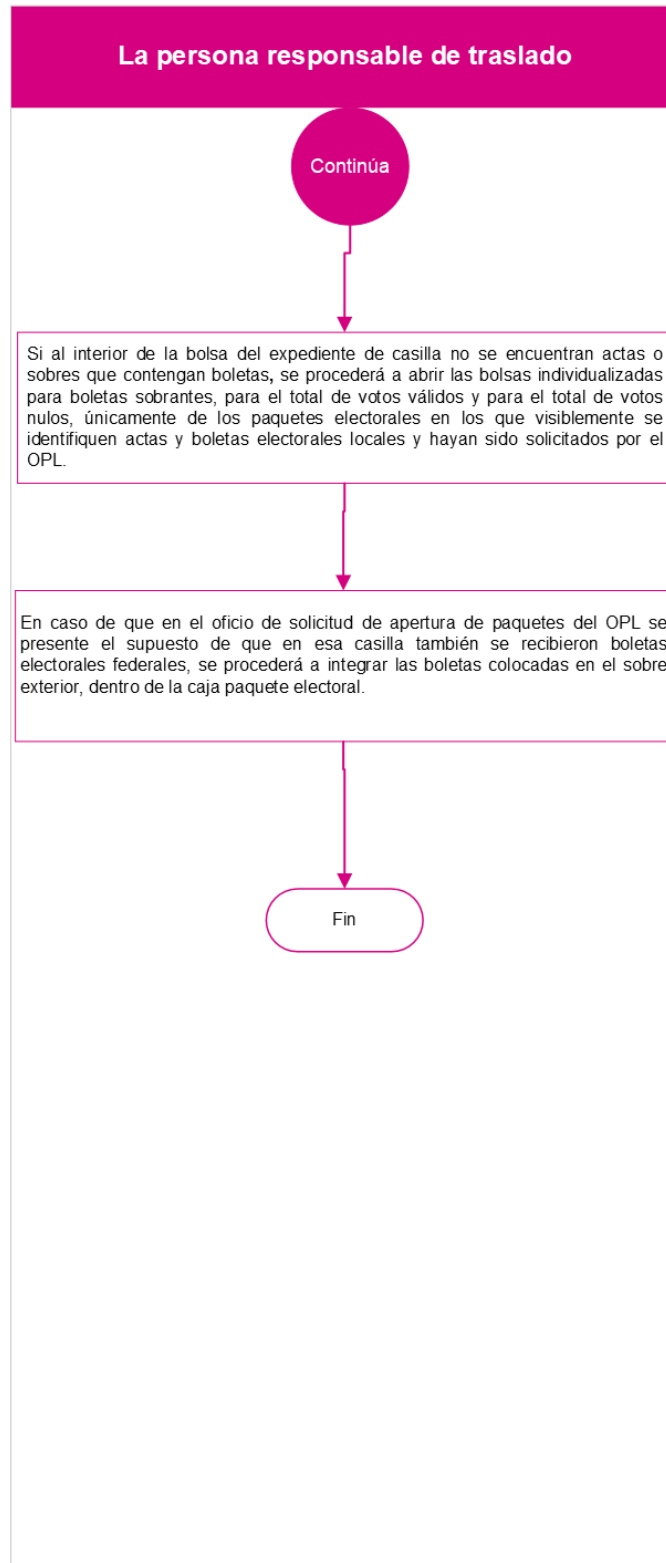 La persona responsable de traslado
Continúa
Si al interior de la bolsa del expediente de casilla no se encuentran actas o
sobres que contengan boletas, se procederá a abrir las bolsas individualizadas
para boletas sobrantes, para el total de votos válidos y para el total de votos
nulos, únicamente de los paquetes electorales en los que visiblemente se
identifiquen actas y boletas electorales locales y hayan sido solicitados por el
OPL.
En caso de que en el oficio de solicitud de apertura de paquetes del OPL se
presente el supuesto de que en esa casilla también se recibieron boletas
electorales federales, se procederá a integrar las boletas colocadas en el sobre
exterior, dentro de la caja paquete electoral.
Fin